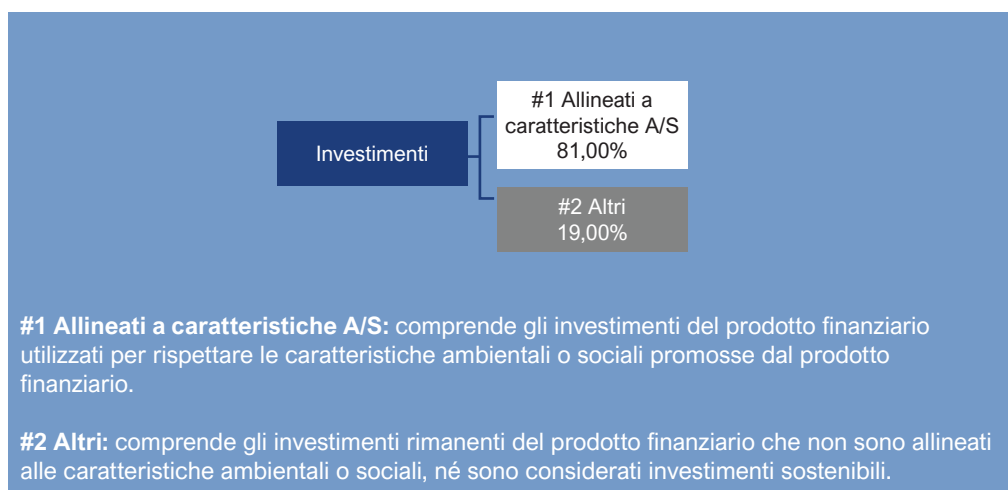 #1 Allineati a
caratteristiche A/S
81,00%
Investimenti
#2 Altri
19,00%
#1 Allineati a caratteristiche A/S: comprende gli investimenti del prodotto finanziario
utilizzati per rispettare le caratteristiche ambientali o sociali promosse dal prodotto
finanziario.
#2 Altri: comprende gli investimenti rimanenti del prodotto finanziario che non sono allineati
alle caratteristiche ambientali o sociali, né sono considerati investimenti sostenibili.